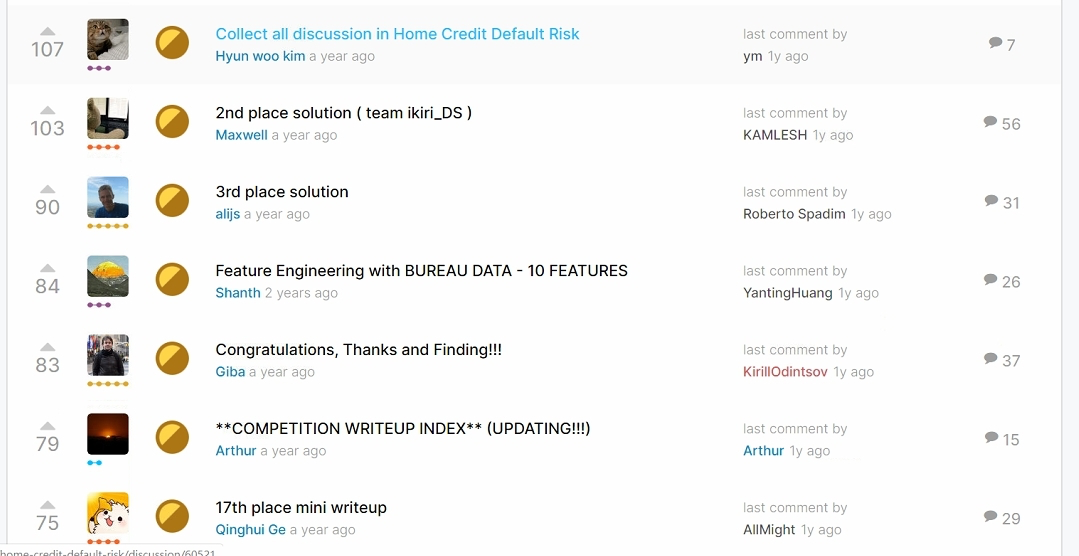 107
Collect all discussion in Home Credit Default Risk
last comment by
Hyun woo kim a year ago
ym 1y ago
7
103
2nd place solution ( team ikiri_DS )
last comment by
Maxwell a year ago
KAMLESH 1y ago
56
90
3rd place solution
last comment by
alijs a year ago
Roberto Spadim 1y ago
31
84
Feature Engineering with BUREAU DATA - 10 FEATURES
last comment by
Shanth 2 years ago
YantingHuang 1y ago
26
83
Congratulations, Thanks and Finding!!!
last comment by
Giba a year ago
KirillOdintsov 1y ago
37
79
**COMPETITION WRITEUP INDEX** (UPDATING!!!)
last comment by
Arthur a year ago
Arthur 1y ago
15
75
17th place mini writeup
last comment by
Qinghui Ge a year ago
AllMight 1y ago
29
home-credit-default-risk/discussion/60521